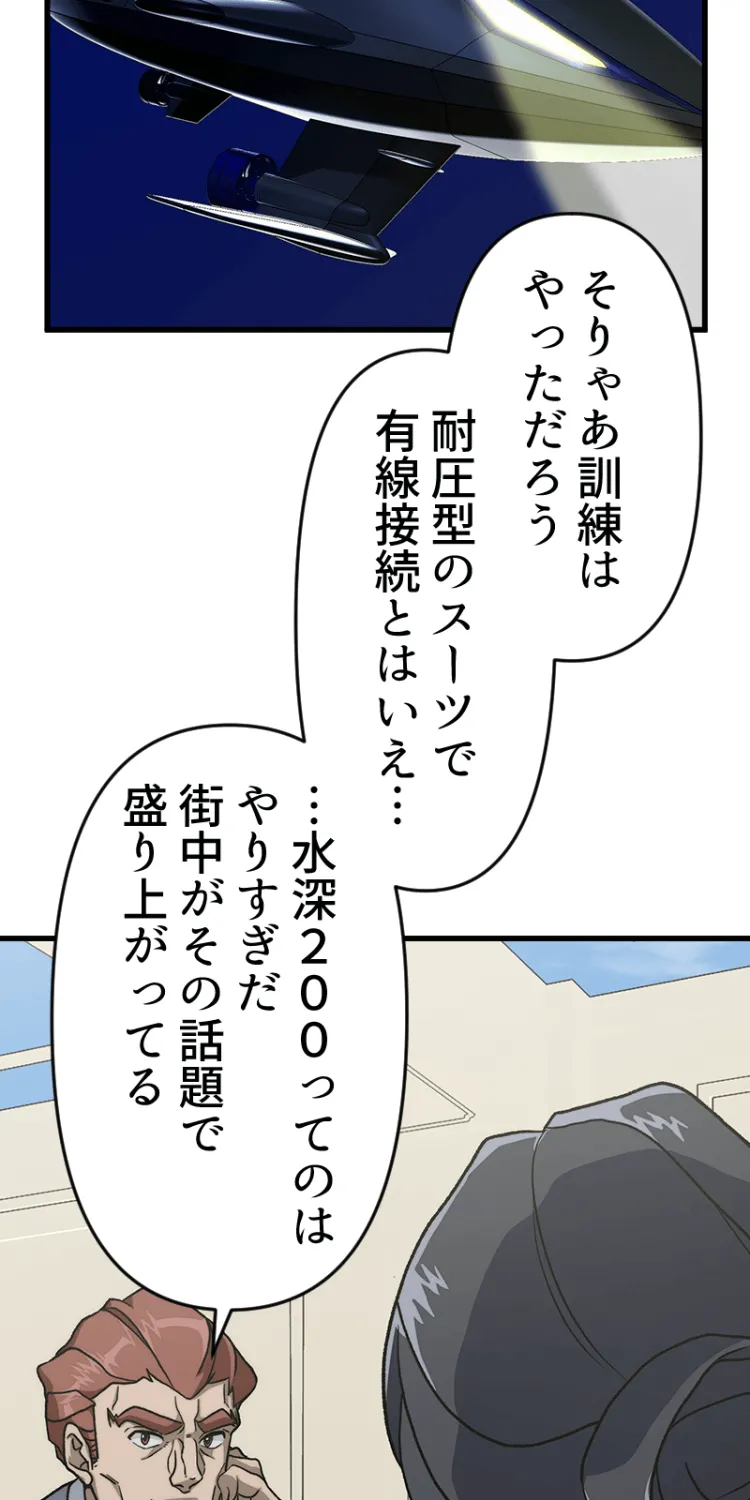 そりゃあ訓練は
やっただろう
耐圧型のスーツで
有線接続とはいえ…
…水深２００ってのは
やりすぎだ
街中がその話題で
盛り上がってる